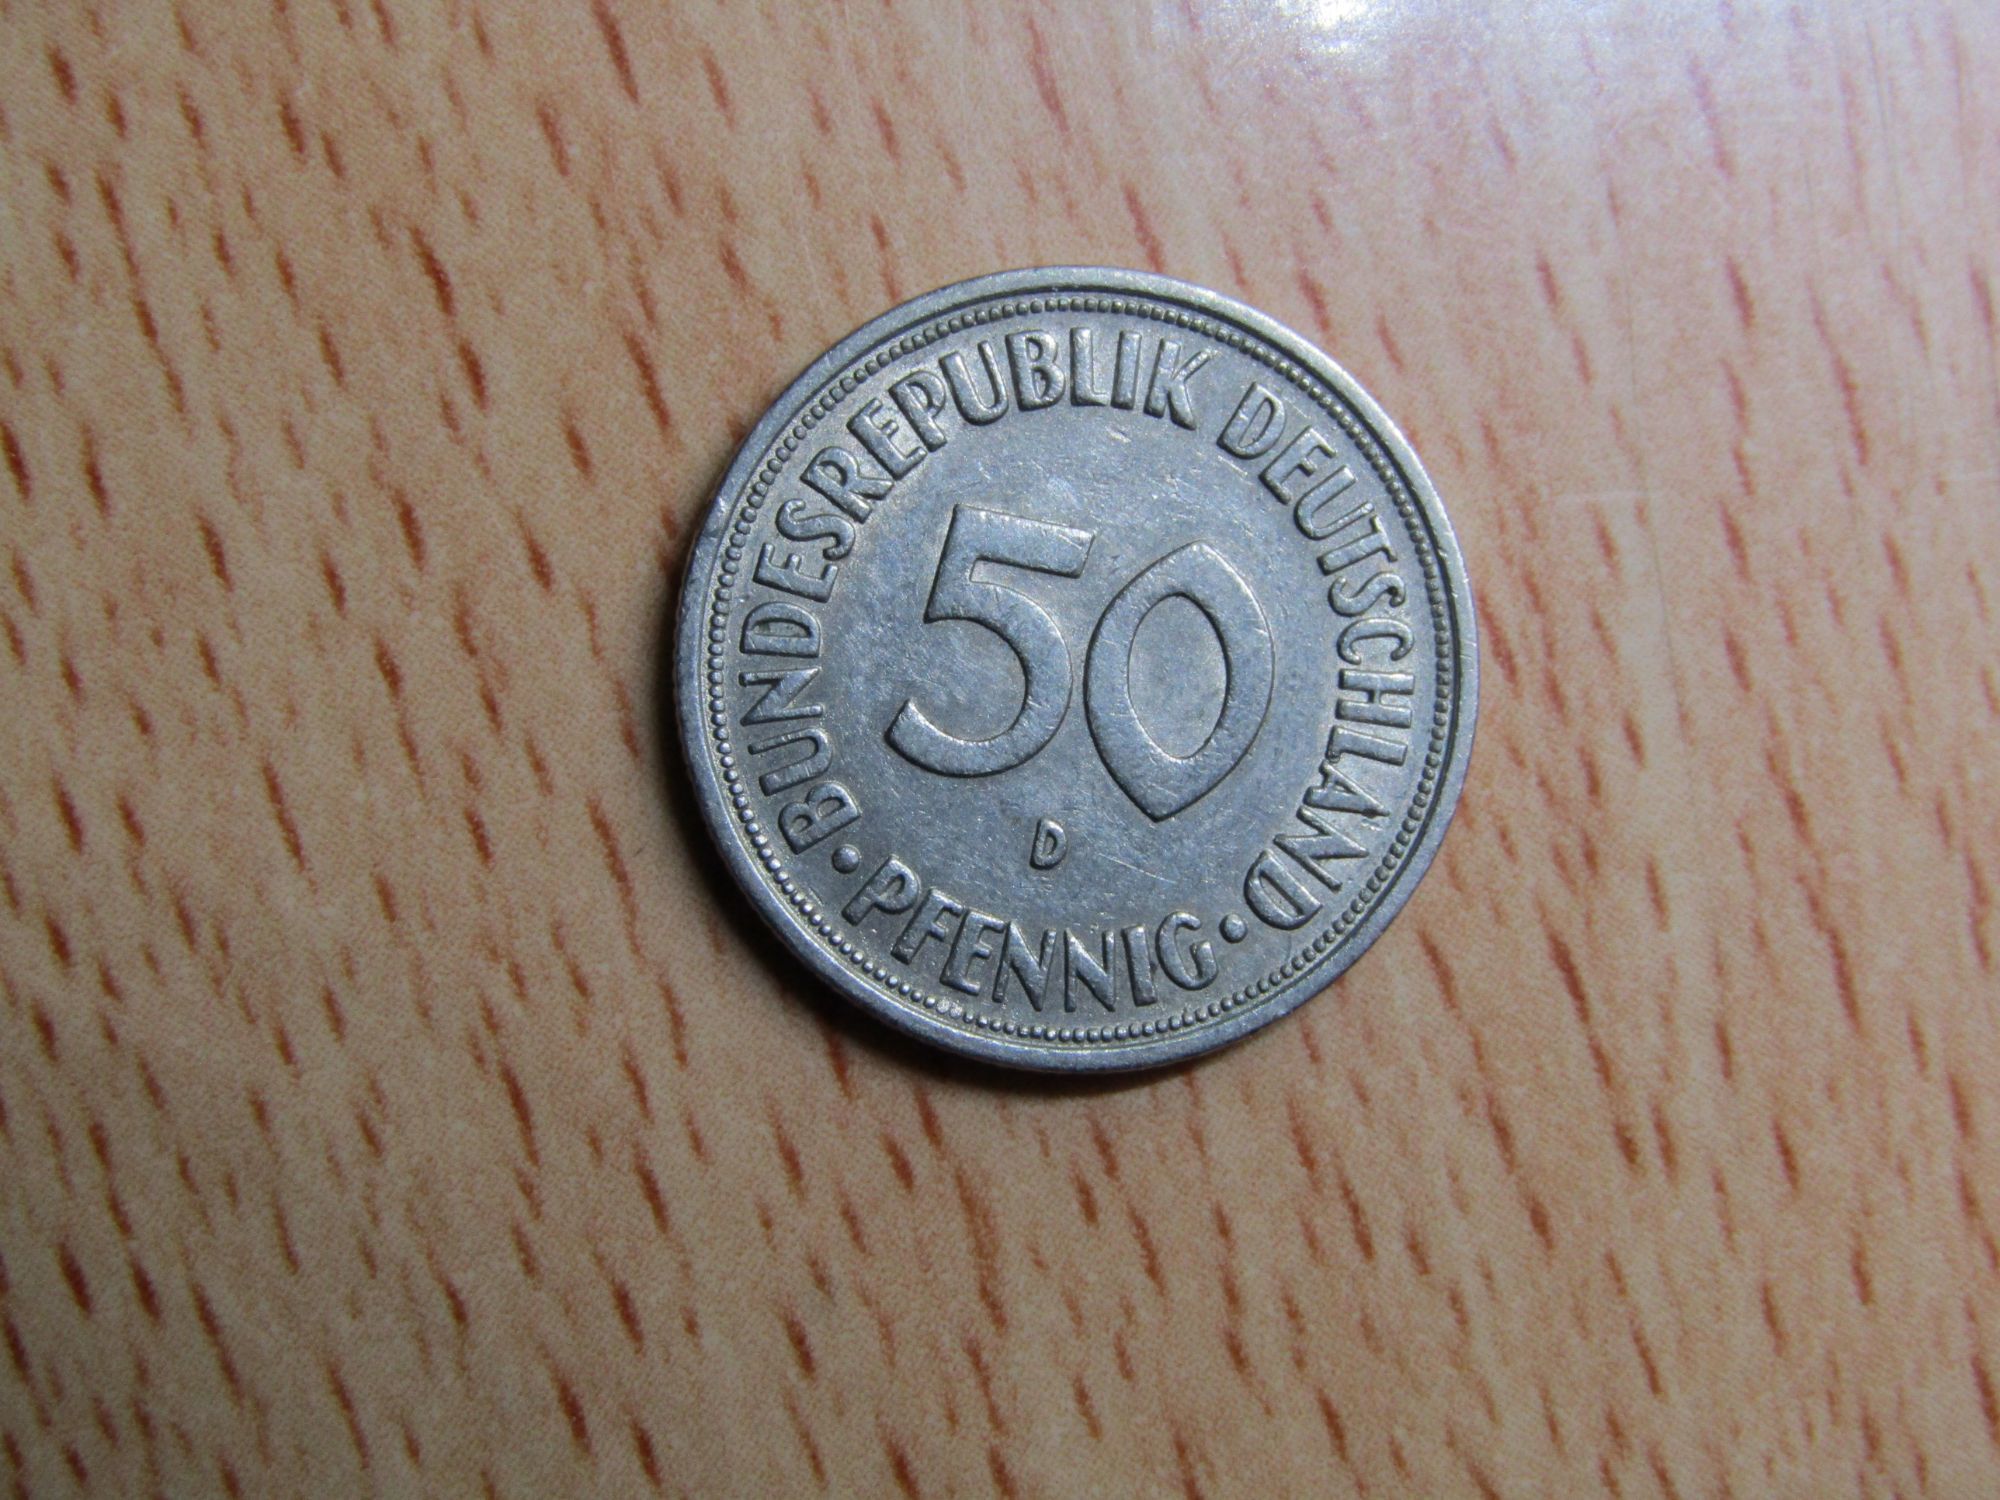 BUNDESREPUBLIK DEUTSCHLAND
50
D
• PFENNIG •